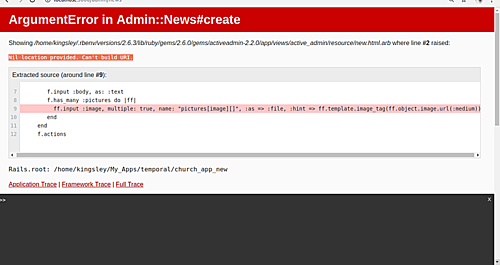 ArgumentError in Admin::News#create
Showing /home/kingsley/.rbenv/versions/2.6.3/lib/ruby/gems/2.6.0/gems/activeadmin-2.2.0/app/views/active_admin/resource/new.html.arb where line #2 raised:
Nil location provided. Can't build URI.
Extracted source (around line #9):
7 f.input :body, as: :text
8 f.has_many :pictures do |ff|
9 ff.input :image, multiple: true, name: "pictures[image][]", :as => :file, :hint => ff.template.image_tag(ff.object.image.url(:medium))
10 end
11 end
12 f.actions
Rails.root: /home/kingsley/My_Apps/temporal/church_app_new
Application Trace | Framework Trace | Full Trace
>>
X